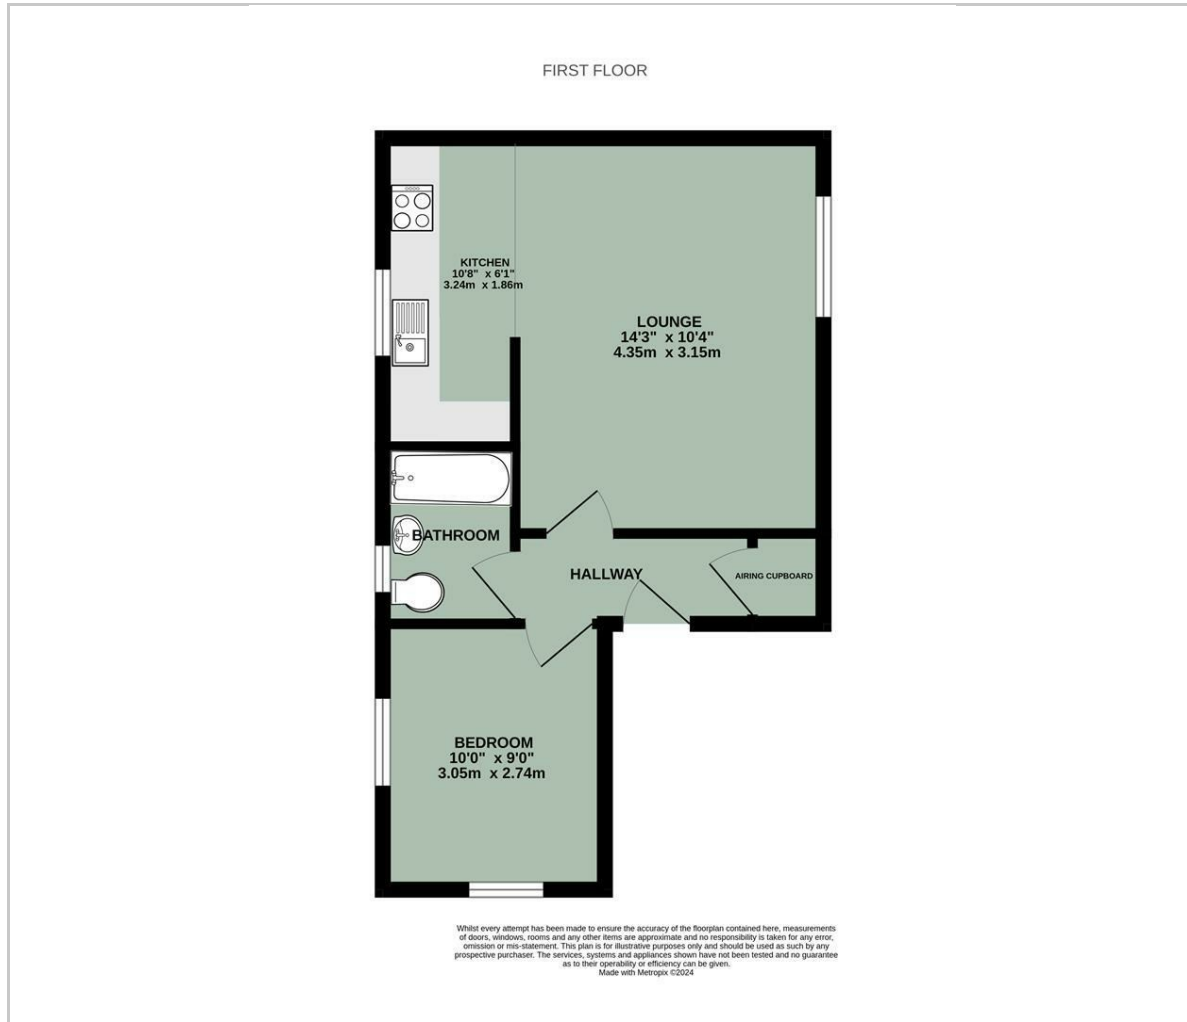 FIRST FLOOR
KITCHEN
10'8" x 6'1"
3.24m x 1.86m
LOUNGE
14'3" x 10'4"
4.35m x 3.15m
BATHROOM
HALLWAY
AIRING CUPBOARD
BEDROOM
10'0" x 9'0"
3.05m x 2.74m
Whilst every attempt has been made to ensure the accuracy of the floorplan contained here, measurements
of doors, windows, rooms and any other items are approximate and no responsibility is taken for any error,
omission or mis-statement. This plan is for illustrative purposes only and should be used as such by any
prospective purchaser. The services, systems and appliances shown have not been tested and no guarantee
as to their operability or efficiency can be given.
Made with Metropix ©2024